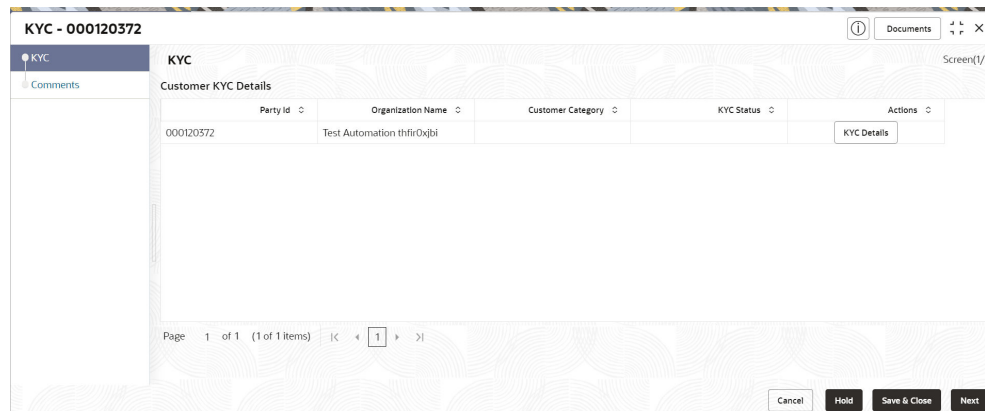 KYC - 000120372
Documents
KYC
Comments
KYC
Screen(1/
Customer KYC Details
Party Id Organization Name Customer Category KYC Status Actions
000120372 Test Automation thfir0xjbi KYC Details
Page 1 of 1 (1 of 1 items) 1
Cancel Hold Save & Close Next